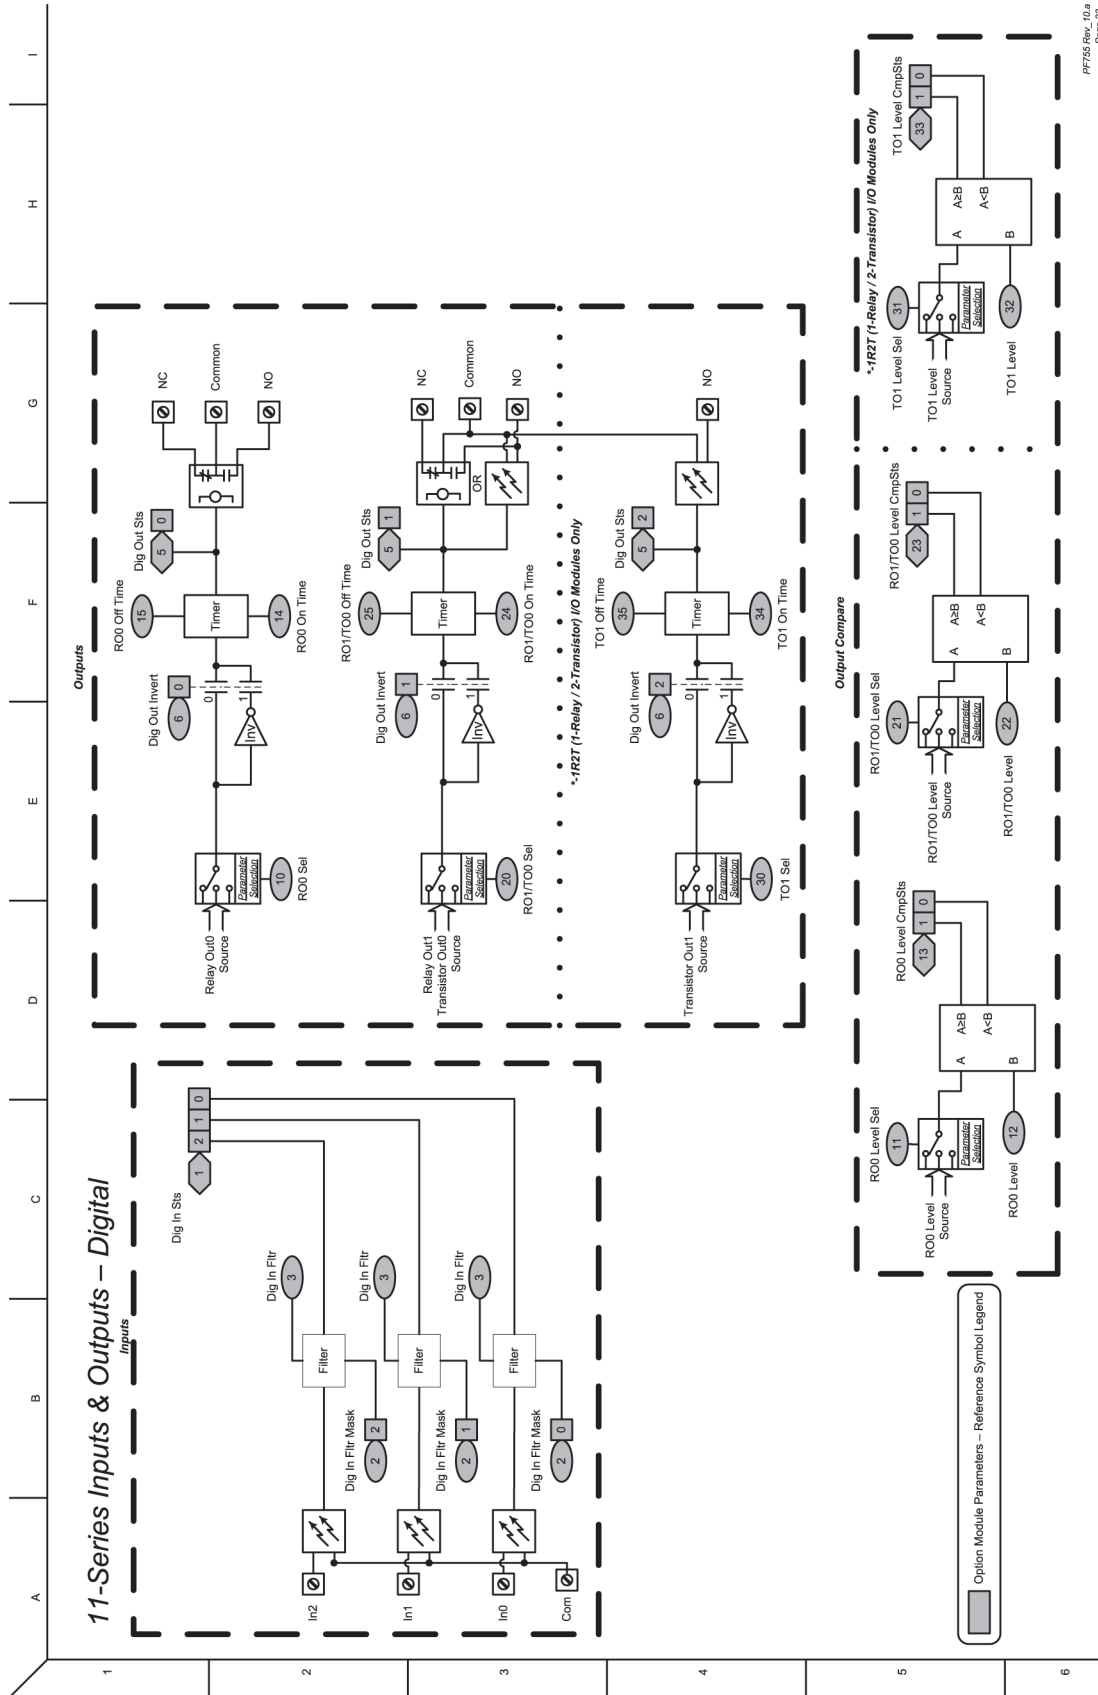 A
B
C
D
E
F
G
H
I
1
2
3
4
5
6
11-Series Inputs & Outputs – Digital
Inputs
Dig In Sts
1
2
1
0
In2
Filter
Dig In Fltr
3
Dig In Fltr Mask
2
2
In1
Filter
Dig In Fltr
3
Dig In Fltr Mask
2
1
In0
Filter
Dig In Fltr
3
Dig In Fltr Mask
2
0
Com
Outputs
Relay Out0
Source
Parameter
Selection
10
RO0 Sel
Inv
0
1
Dig Out Invert
6
0
Timer
15
RO0 Off Time
14
RO0 On Time
Dig Out Sts
5
0
NC
Common
NO
Relay Out1
Transistor Out0
Source
Parameter
Selection
20
RO1/TO0 Sel
Inv
0
1
Dig Out Invert
6
1
Timer
25
RO1/TO0 Off Time
24
RO1/TO0 On Time
Dig Out Sts
5
1
OR
NC
Common
NO
*-1R2T (1-Relay / 2-Transistor) I/O Modules Only
Transistor Out1
Source
Parameter
Selection
30
TO1 Sel
Inv
0
1
Dig Out Invert
6
2
Timer
35
TO1 Off Time
34
TO1 On Time
Dig Out Sts
5
2
NO
Output Compare
RO0 Level Sel
11
RO0 Level
Source
Parameter
Selection
12
RO0 Level
A
B
A≥B
A<B
RO0 Level CmpSts
13
1
0
RO1/TO0 Level Sel
21
RO1/TO0 Level
Source
Parameter
Selection
22
RO1/TO0 Level
A
B
A≥B
A<B
RO1/TO0 Level CmpSts
23
1
0
*-1R2T (1-Relay / 2-Transistor) I/O Modules Only
TO1 Level Sel
31
TO1 Level
Source
Parameter
Selection
32
TO1 Level
A
B
A≥B
A<B
TO1 Level CmpSts
33
1
0
Option Module Parameters – Reference Symbol Legend
PF755 Rev_10.a